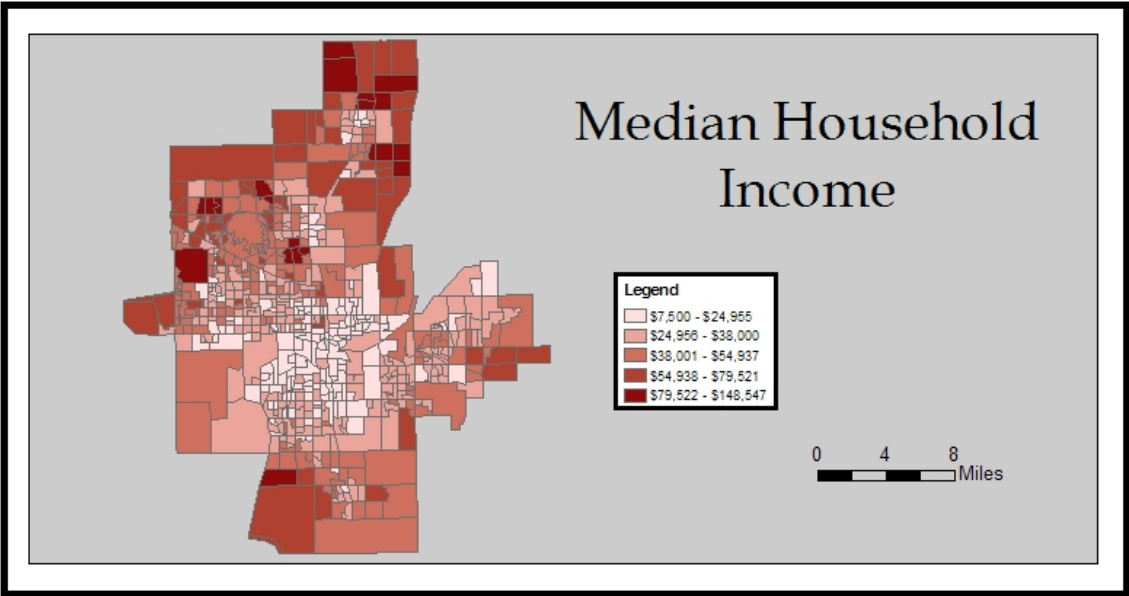 Median Household
Income
Legend
$7,500 - $24,955
$24,956 - $38,000
$38,001 - $54,937
$54,938 - $79,521
$79,522 - $148,547
0 4 8
Miles